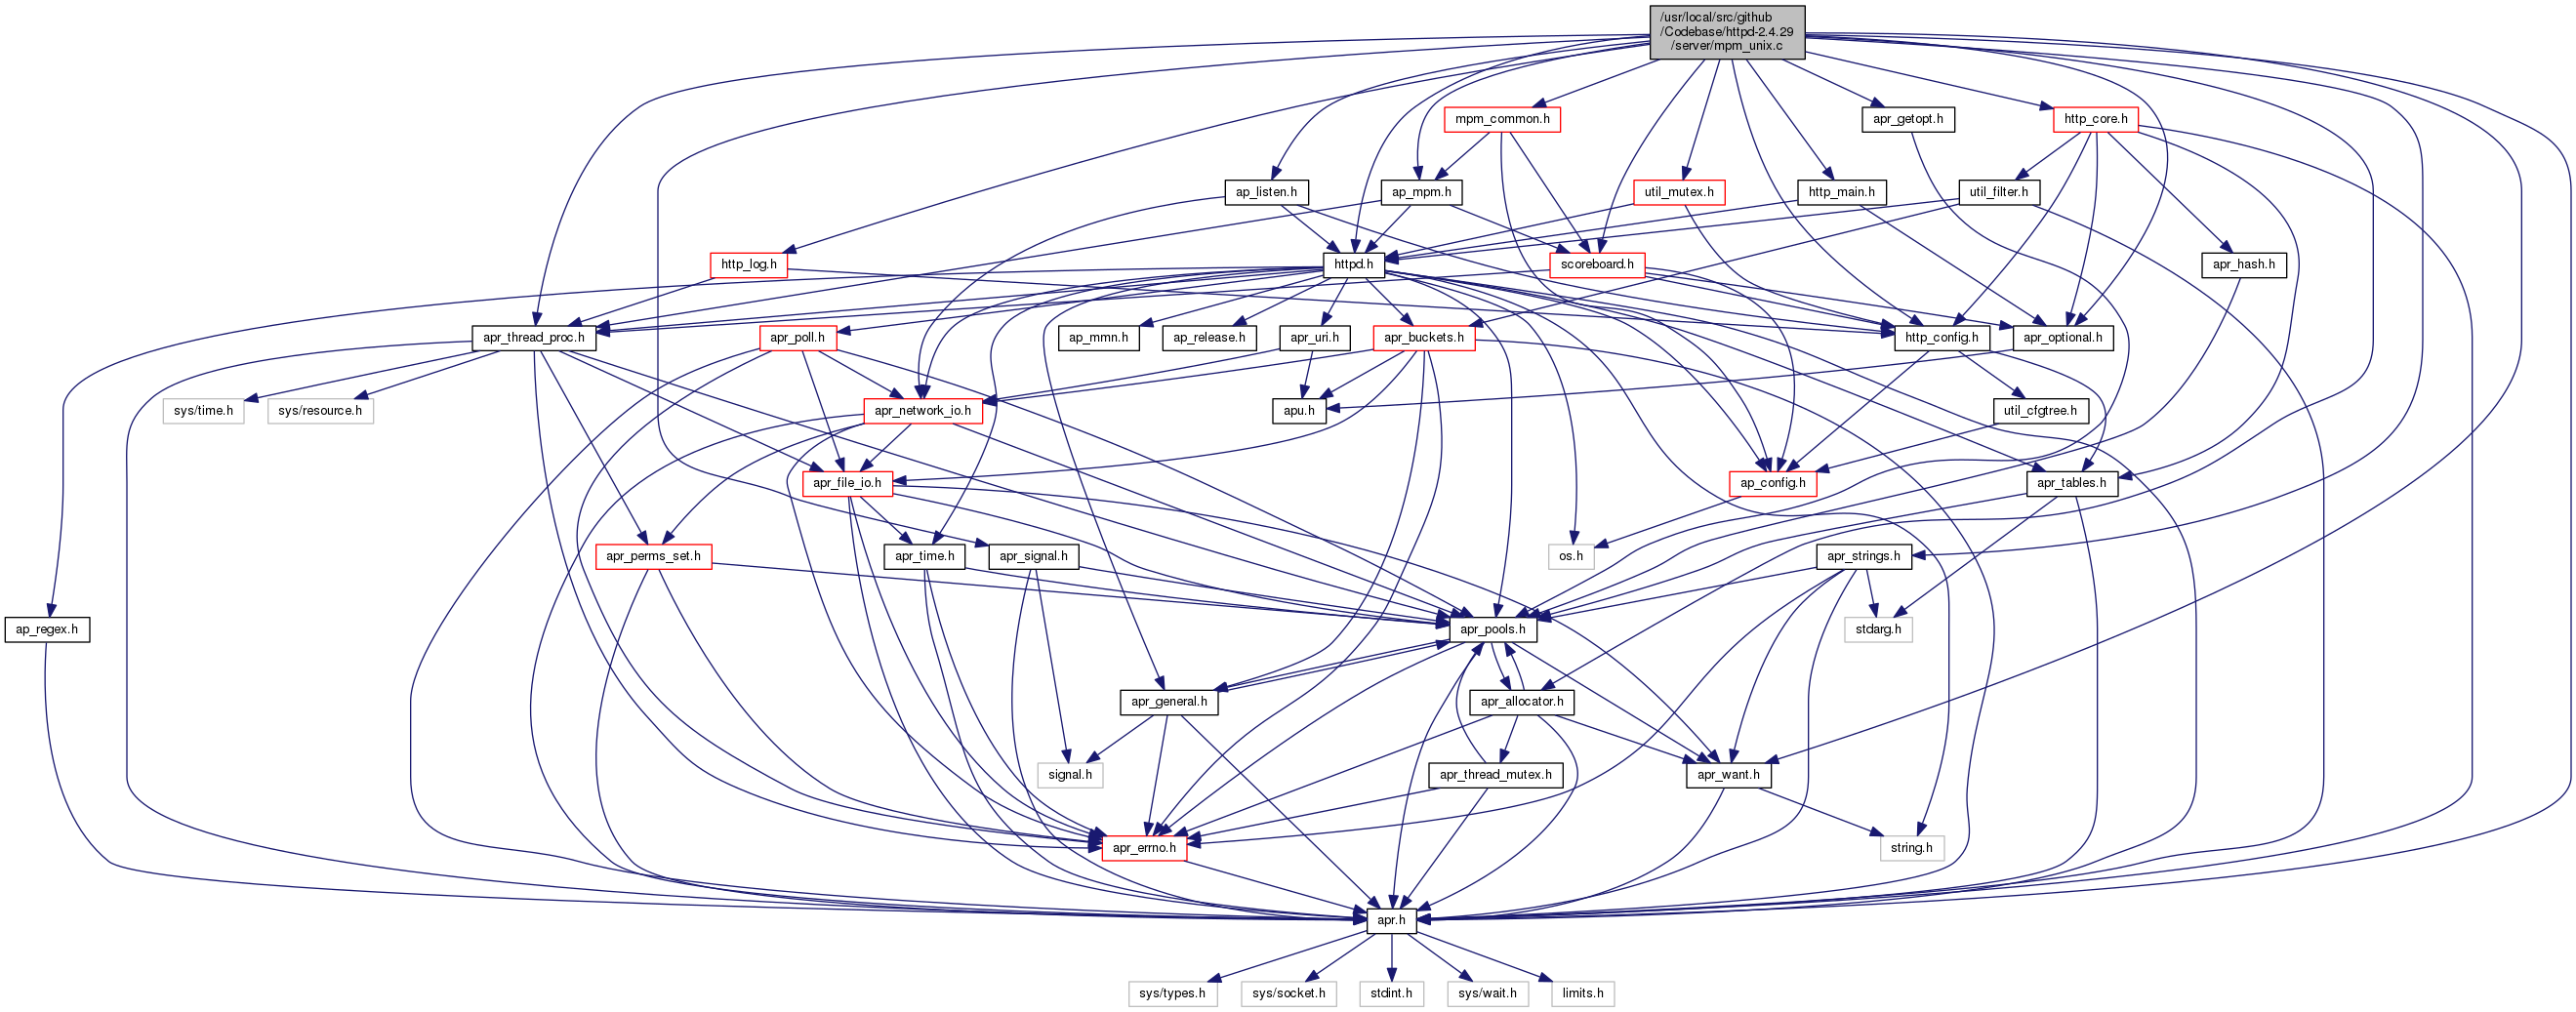 /usr/local/src/github
/Codebase/httpd-2.4.29
/server/mpm_unix.c
mpm_common.h
apr_getopt.h
http_core.h
ap_listen.h
ap_mpm.h
util_mutex.h
http_main.h
util_filter.h
http_log.h
httpd.h
scoreboard.h
apr_hash.h
apr_thread_proc.h
apr_poll.h
ap_mmn.h
ap_release.h
apr_uri.h
apr_buckets.h
http_config.h
apr_optional.h
sys/time.h
sys/resource.h
apr_network_io.h
apu.h
util_cfgtree.h
apr_file_io.h
ap_config.h
apr_tables.h
apr_perms_set.h
apr_time.h
apr_signal.h
os.h
apr_strings.h
ap_regex.h
apr_pools.h
stdarg.h
apr_general.h
apr_allocator.h
signal.h
apr_thread_mutex.h
apr_want.h
apr_errno.h
string.h
apr.h
sys/types.h
sys/socket.h
stdint.h
sys/wait.h
limits.h